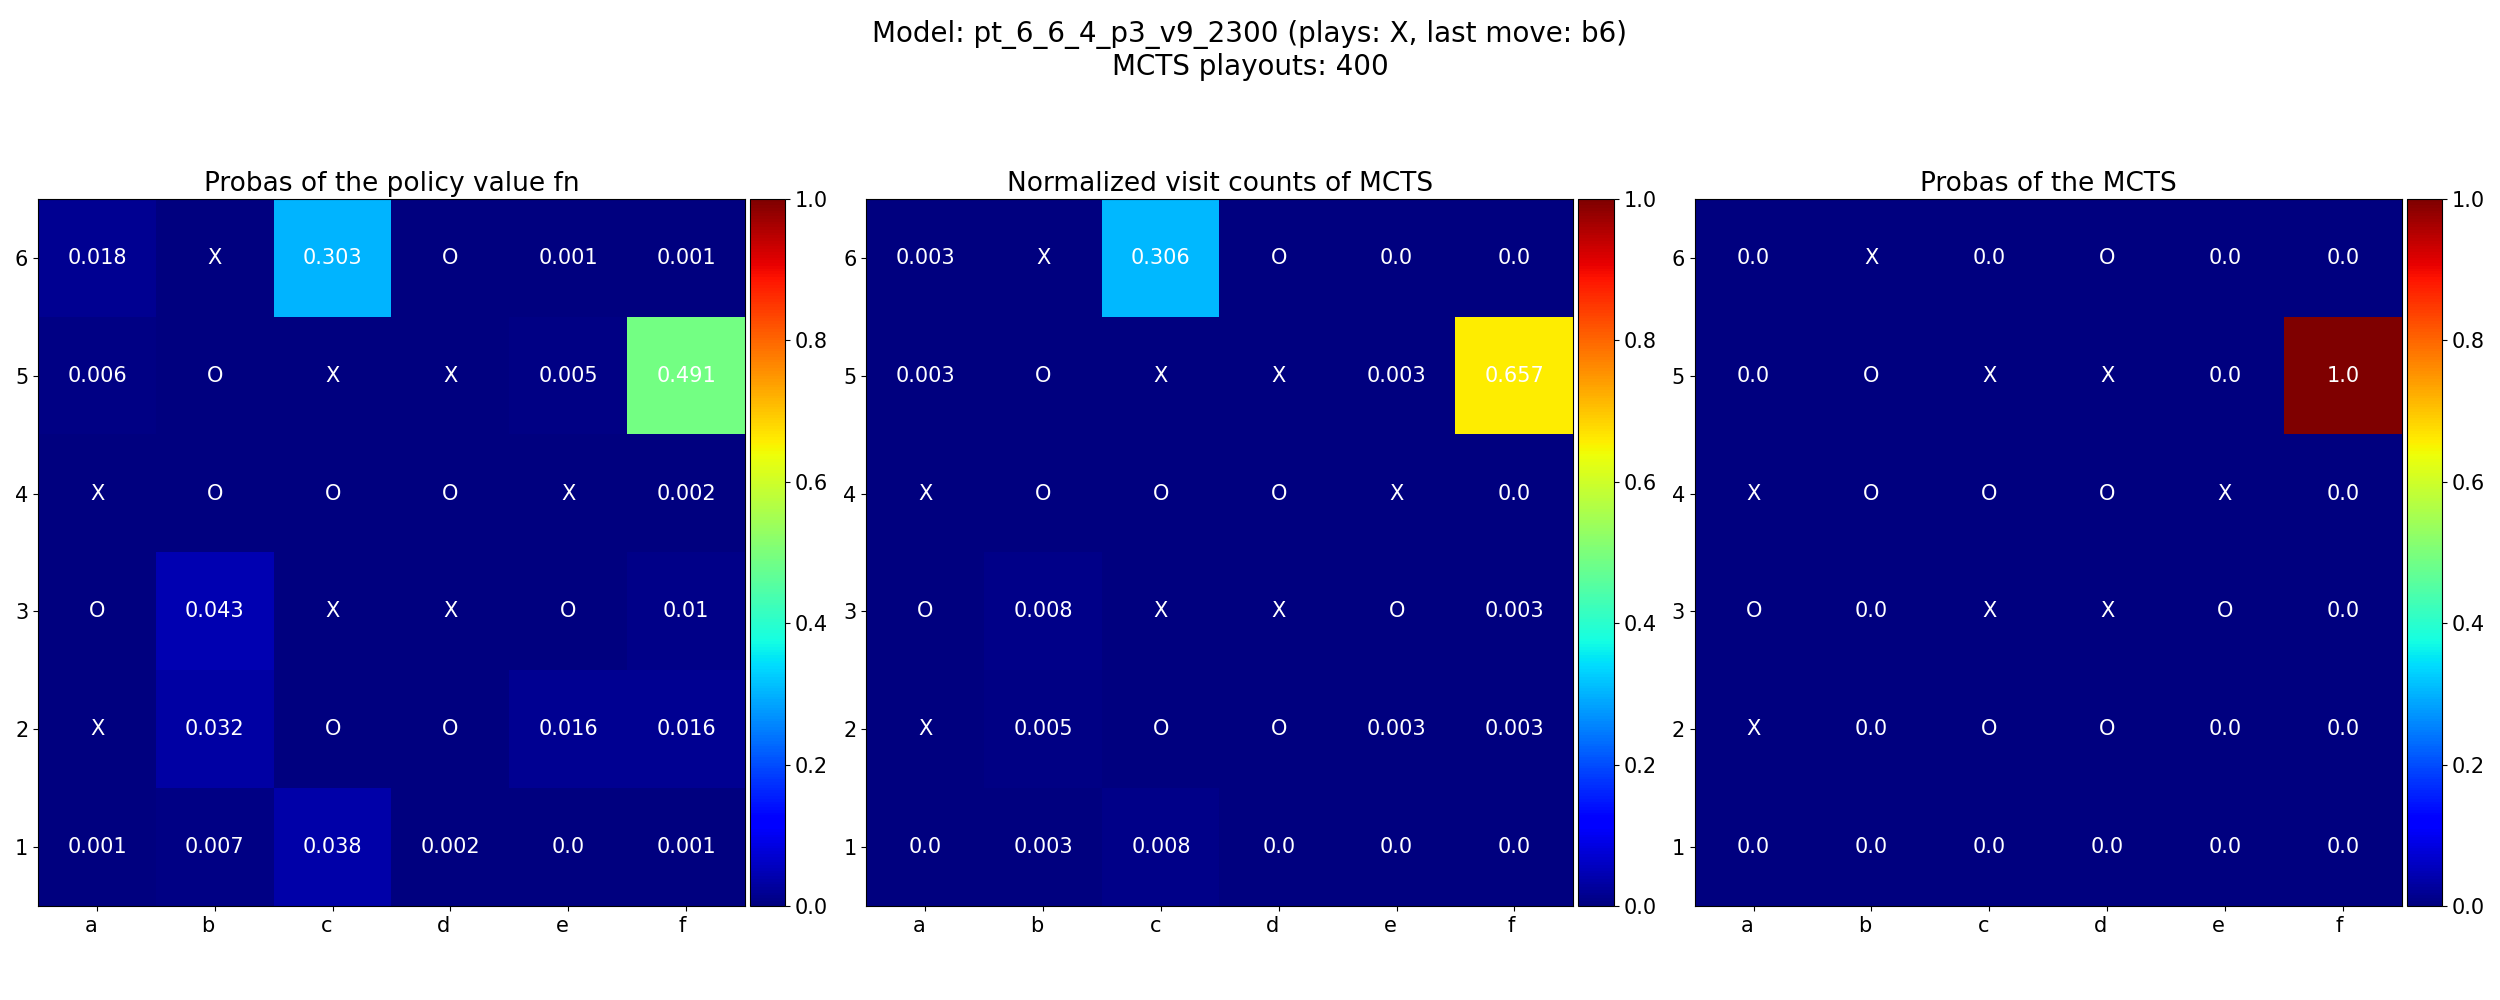 Model: pt_6_6_4_p3_v9_2300 (plays: X, last move: b6)
MCTS playouts: 400
Probas of the policy value fn
1.0
0.8
0.6
0.4
0.2
0.0
6 0.018 X 0.303 O 0.001 0.001
5 0.006 O X X 0.005 0.491
4 X O O O X 0.002
3 O 0.043 X X O 0.01
2 X 0.032 O O 0.016 0.016
1 0.001 0.007 0.038 0.002 0.0 0.001
a b c d e f
Normalized visit counts of MCTS
1.0
0.8
0.6
0.4
0.2
0.0
6 0.003 X 0.306 O 0.0 0.0
5 0.003 O X X 0.003 0.657
4 X O O O X 0.0
3 O 0.008 X X O 0.003
2 X 0.005 O O 0.003 0.003
1 0.0 0.003 0.008 0.0 0.0 0.0
a b c d e f
Probas of the MCTS
1.0
0.8
0.6
0.4
0.2
0.0
6 0.0 X 0.0 O 0.0 0.0
5 0.0 O X X 0.0 1.0
4 X O O O X 0.0
3 O 0.0 X X O 0.0
2 X 0.0 O O 0.0 0.0
1 0.0 0.0 0.0 0.0 0.0 0.0
a b c d e f